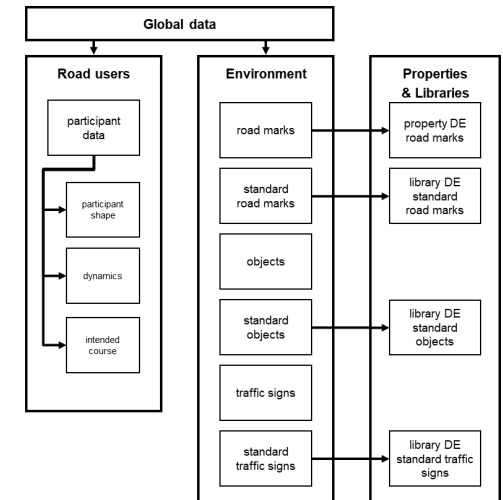 Global data
Road users
participant
data
participant
shape
dynamics
intended
course
Environment
road marks
standard
road marks
objects
standard
objects
traffic signs
standard
traffic signs
Properties
& Libraries
property DE
road marks
library DE
standard
road marks
library DE
standard
objects
library DE
standard traffic
signs